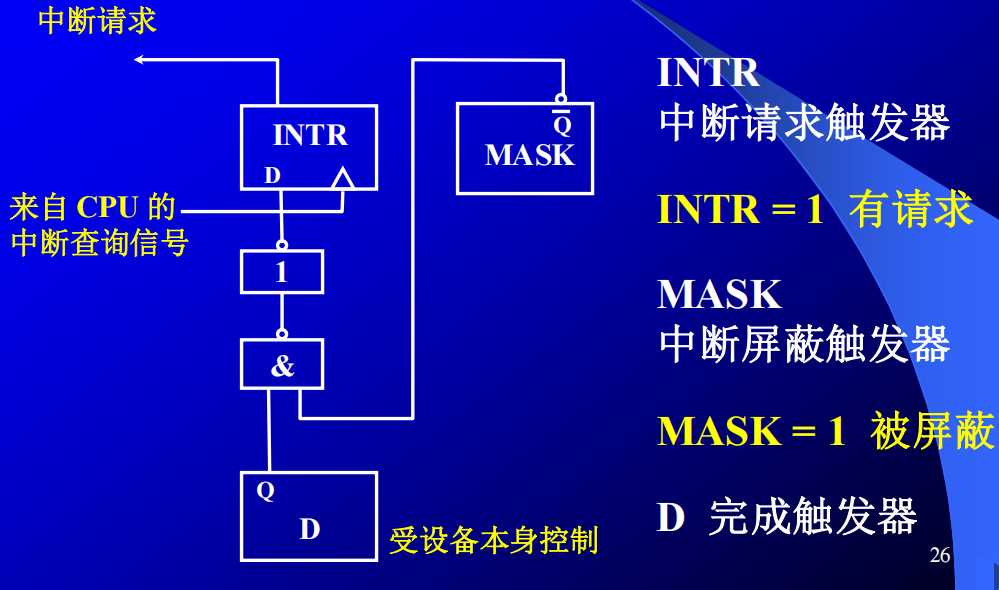 中断请求
INTR
D
来自 CPU 的
中断查询信号
1
&
Q
D
受设备本身控制
Q̅
MASK
INTR
中断请求触发器
INTR = 1 有请求
MASK
中断屏蔽触发器
MASK = 1 被屏蔽
D 完成触发器
26